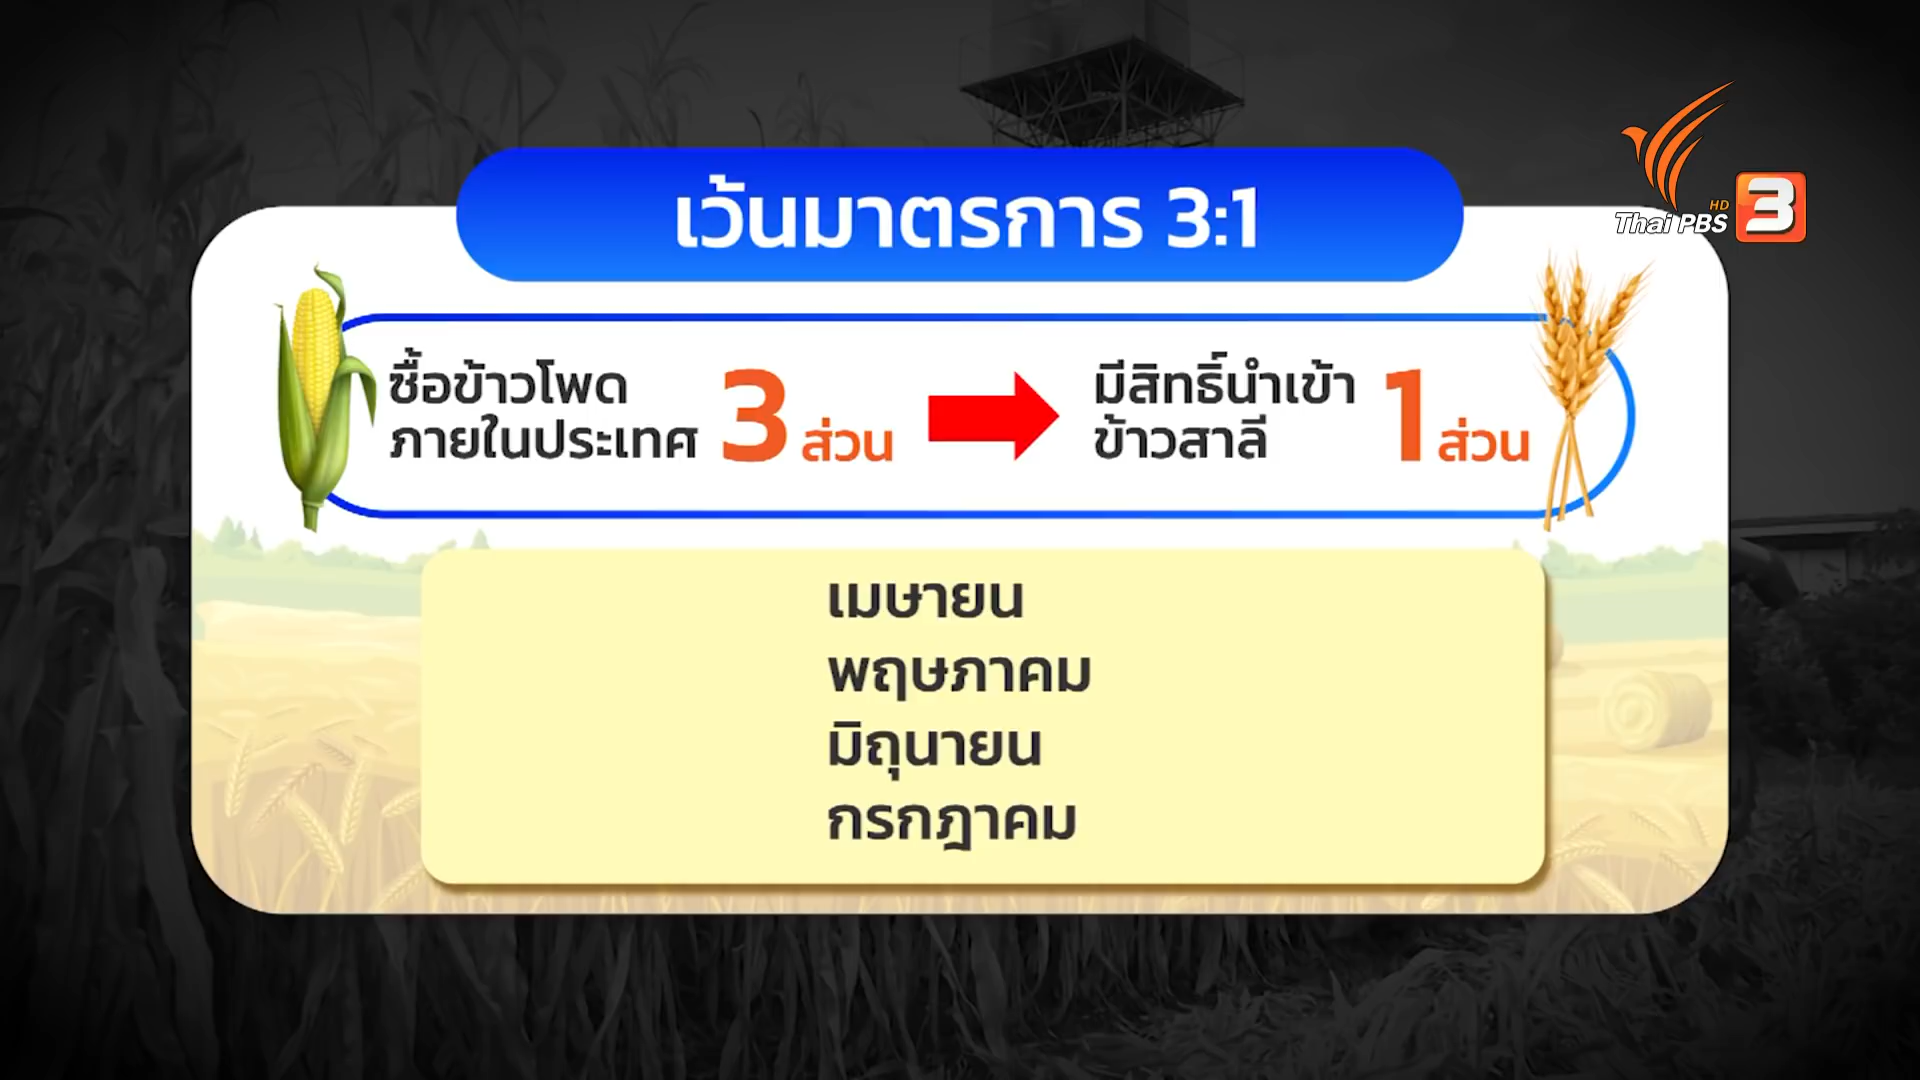 เว้นมาตรการ 3:1
HD
Thai PBS 3
ซื้อข้าวโพด
ภายในประเทศ 3 ส่วน
มีสิทธิ์นำเข้า
ข้าวสาลี 1 ส่วน
เมษายน
พฤษภาคม
มิถุนายน
กรกฎาคม